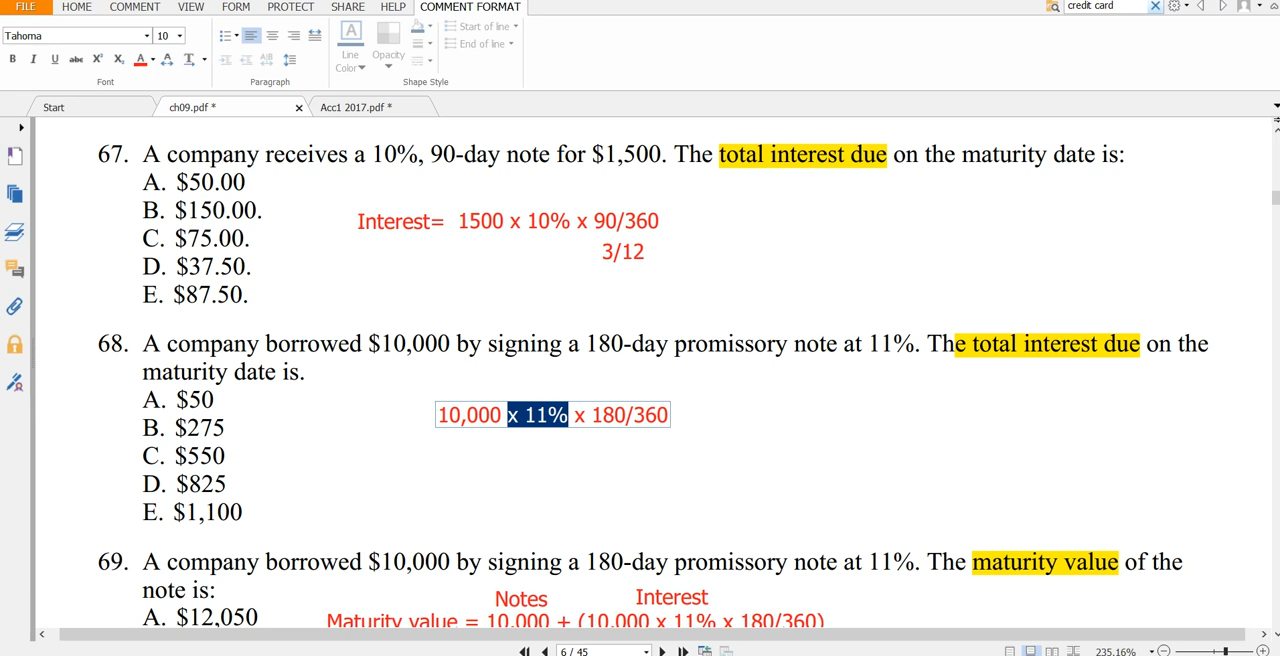 FILE HOME COMMENT VIEW FORM PROTECT SHARE HELP COMMENT FORMAT credit card
Tahoma 10 Start of line
A Line Color Opacity End of line
B I U abc X² X₂ A A T
Font Paragraph Shape Style
Start ch09.pdf * Acc1 2017.pdf *
67. A company receives a 10%, 90-day note for $1,500. The total interest due on the maturity date is:
A. $50.00
B. $150.00.
Interest= 1500 x 10% x 90/360
C. $75.00.
3/12
D. $37.50.
E. $87.50.
68. A company borrowed $10,000 by signing a 180-day promissory note at 11%. The total interest due on the
maturity date is.
A. $50
10,000 x 11% x 180/360
B. $275
C. $550
D. $825
E. $1,100
69. A company borrowed $10,000 by signing a 180-day promissory note at 11%. The maturity value of the
note is:
Notes Interest
A. $12,050
Maturity value = 10,000 + (10,000 x 11% x 180/360)
6 / 45 235.16%